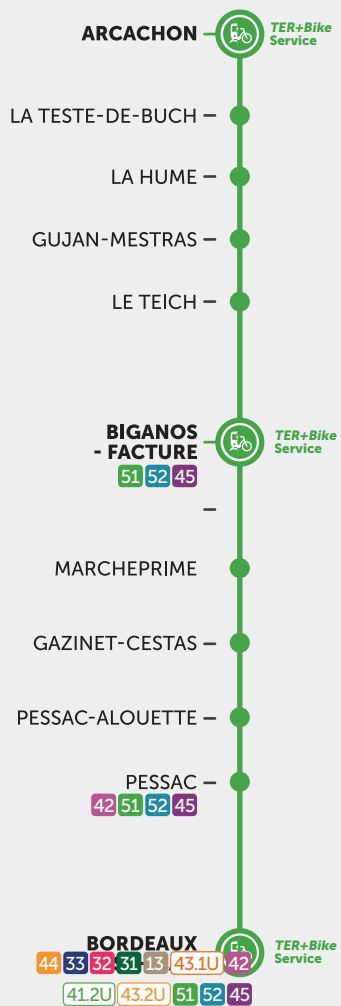 ARCACHON
TER+Bike
Service
LA TESTE-DE-BUCH
LA HUME
GUJAN-MESTRAS
LE TEICH
BIGANOS
- FACTURE
TER+Bike
Service
51 52 45
MARCHEPRIME
GAZINET-CESTAS
PESSAC-ALOUETTE
PESSAC
42 51 52 45
BORDEAUX
TER+Bike
Service
44 33 32 31 13 43.1U 42
41.2U 43.2U 51 52 45